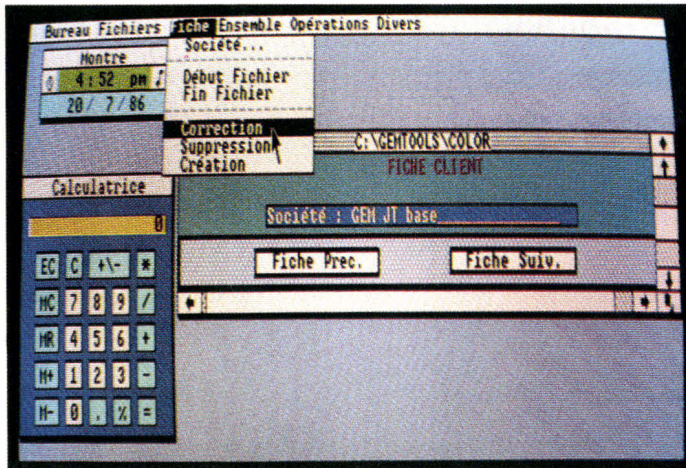 Bureau Fichiers Fiche Ensemble Opérations Divers
Société...
Début Fichier
Fin Fichier
Correction
Suppression
Création
Montre
4:52 pm
20/ 7/86
C:\GEMTOOLS\COLOR
FICHE CLIENT
Société : GEM JT base
Fiche Prec.
Fiche Suiv.
Calculatrice
0
EC C +\- *
MC 7 8 9 /
MR 4 5 6 +
M+ 1 2 3 -
M- 0 . % =